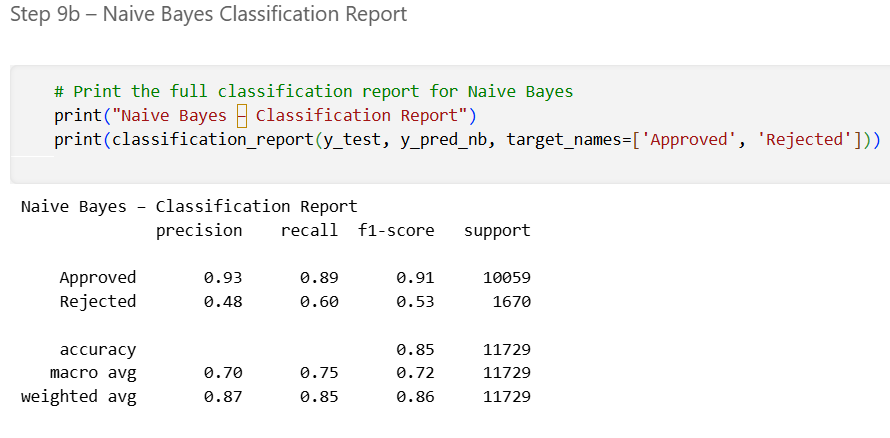 Step 9b – Naive Bayes Classification Report
# Print the full classification report for Naive Bayes
print("Naive Bayes – Classification Report")
print(classification_report(y_test, y_pred_nb, target_names=['Approved', 'Rejected']))
Naive Bayes – Classification Report
precision recall f1-score support
Approved 0.93 0.89 0.91 10059
Rejected 0.48 0.60 0.53 1670
accuracy 0.85 11729
macro avg 0.70 0.75 0.72 11729
weighted avg 0.87 0.85 0.86 11729